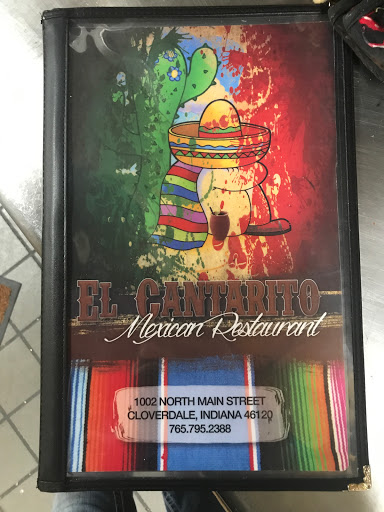 EL CANTARITO
Mexican Restaurant
1002 NORTH MAIN STREET
CLOVERDALE, INDIANA 46120
765.795.2388